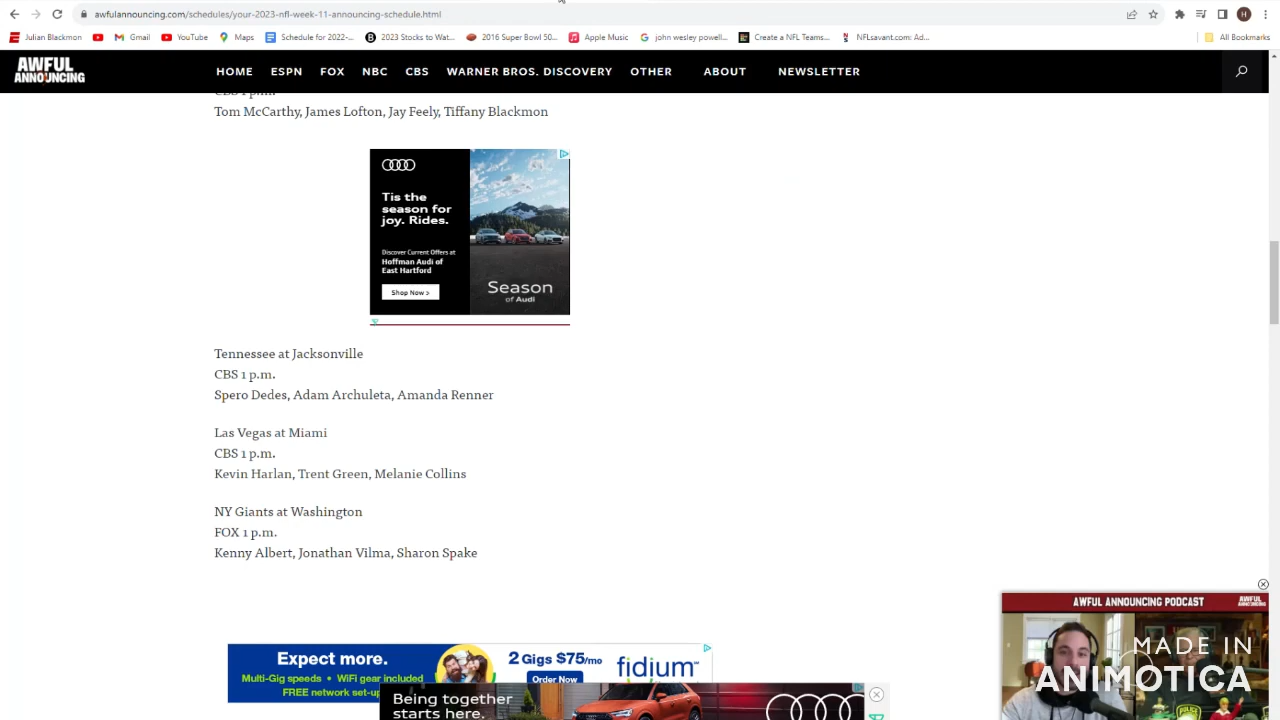 awfulannouncing.com/schedules/your-2023-nfl-week-11-announcing-schedule.html
H
Julian Blackmon
Gmail
YouTube
Maps
Schedule for 2022-...
2023 Stocks to Wat...
2016 Super Bowl 50...
Apple Music
john wesley powel...
Create a NFL Teams...
NFLsavant.com: Ad...
All Bookmarks
AWFUL
ANNOUNCING
HOME
ESPN
FOX
NBC
CBS
WARNER BROS. DISCOVERY
OTHER
ABOUT
NEWSLETTER
CBS 1 p.m.
Tom McCarthy, James Lofton, Jay Feely, Tiffany Blackmon
Tis the
season for
joy. Rides.
Discover Current Offers at
Hoffman Audi of
East Hartford
Shop Now >
Season
of Audi
Tennessee at Jacksonville
CBS 1 p.m.
Spero Dedes, Adam Archuleta, Amanda Renner
Las Vegas at Miami
CBS 1 p.m.
Kevin Harlan, Trent Green, Melanie Collins
NY Giants at Washington
FOX 1 p.m.
Kenny Albert, Jonathan Vilma, Sharon Spake
AWFUL ANNOUNCING PODCAST
AWFUL
ANNOUNCING
MADE IN
ANIMOTICA
Expect more.
Multi-Gig speeds • WiFi gear included
FREE network set-up
2 Gigs $75/mo
Order Now
fidium
Being together
starts here.
POLICE